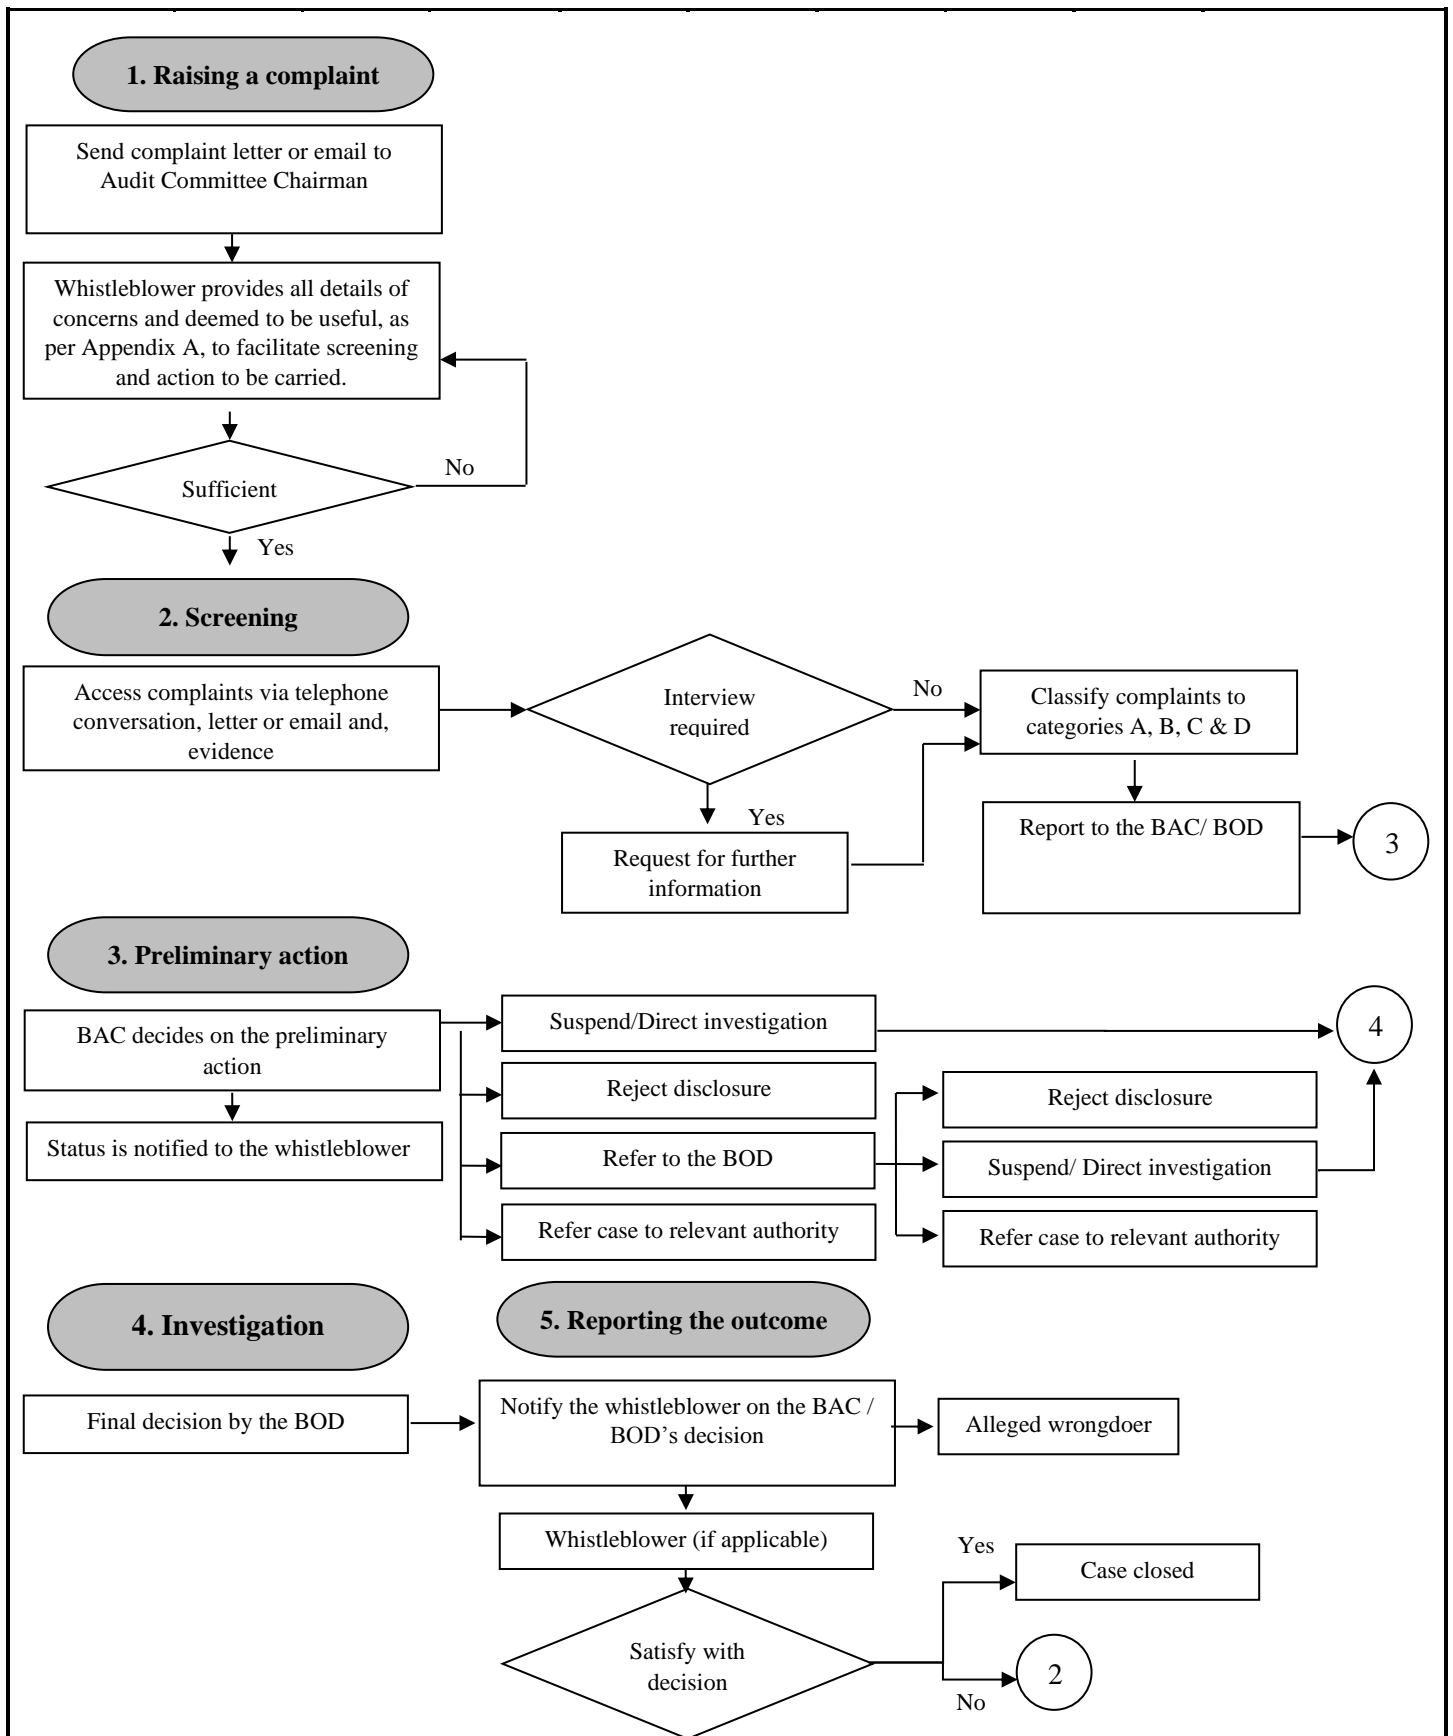 1. Raising a complaint
Send complaint letter or email to
Audit Committee Chairman
Whistleblower provides all details of
concerns and deemed to be useful, as
per Appendix A, to facilitate screening
and action to be carried.
Sufficient
No
Yes
2. Screening
Access complaints via telephone
conversation, letter or email and,
evidence
Interview
required
No
Yes
Classify complaints to
categories A, B, C & D
Request for further
information
Report to the BAC/ BOD
3
3. Preliminary action
BAC decides on the preliminary
action
Status is notified to the whistleblower
Suspend/Direct investigation
4
Reject disclosure
Refer to the BOD
Refer case to relevant authority
Reject disclosure
Suspend/ Direct investigation
Refer case to relevant authority
4. Investigation
Final decision by the BOD
5. Reporting the outcome
Notify the whistleblower on the BAC /
BOD’s decision
Alleged wrongdoer
Whistleblower (if applicable)
Satisfy with
decision
Yes
Case closed
No
2